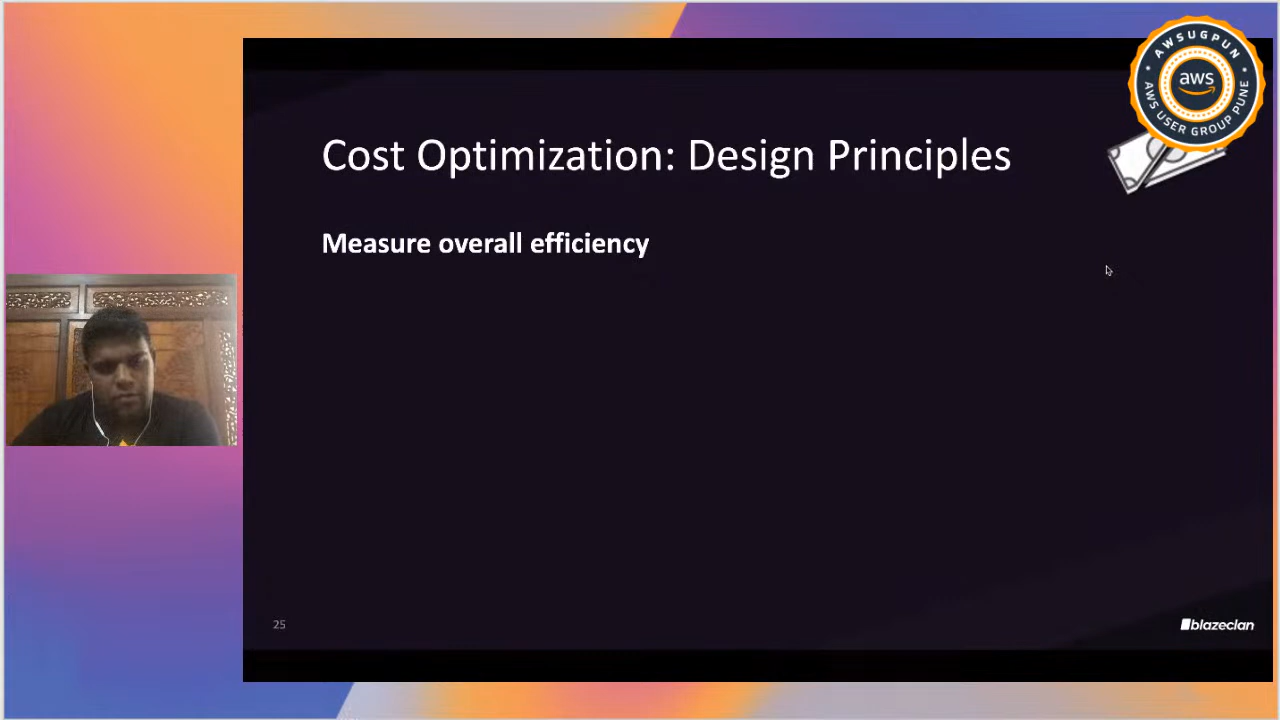 AWSUGPUN
aws
AWS USER GROUP PUNE
Cost Optimization: Design Principles
Measure overall efficiency
25
blazeclan